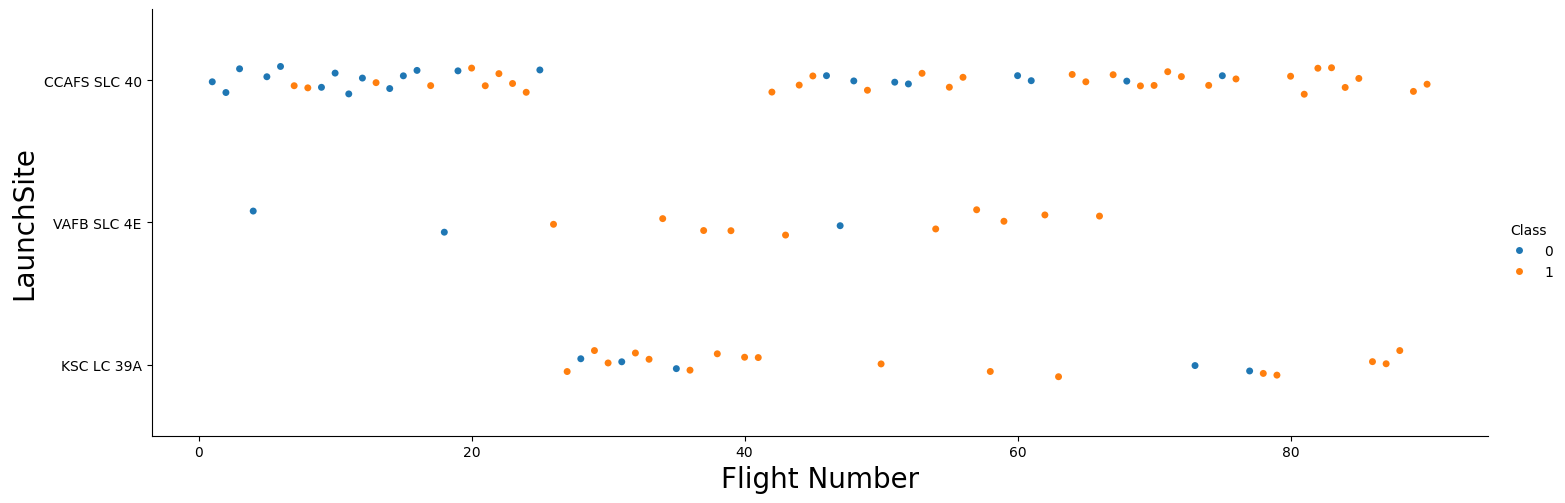 CCAFS SLC 40
VAFB SLC 4E
KSC LC 39A
LaunchSite
0 20 40 60 80
Flight Number
Class
0
1